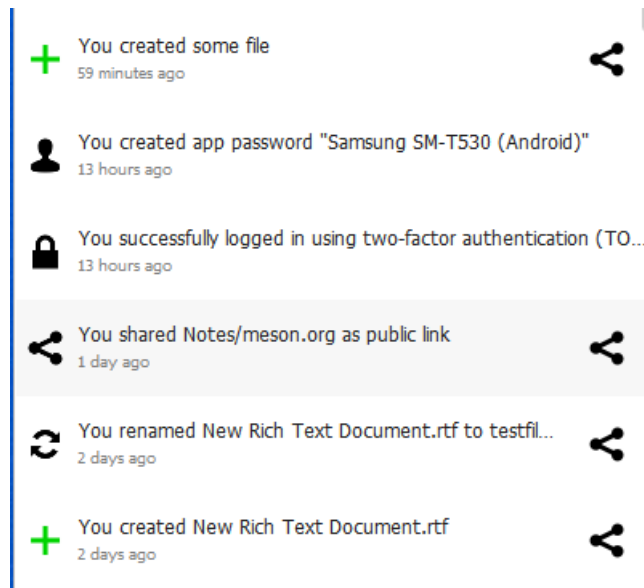 You created some file
59 minutes ago
You created app password "Samsung SM-T530 (Android)"
13 hours ago
You successfully logged in using two-factor authentication (TO...
13 hours ago
You shared Notes/meson.org as public link
1 day ago
You renamed New Rich Text Document.rtf to testfil...
2 days ago
You created New Rich Text Document.rtf
2 days ago